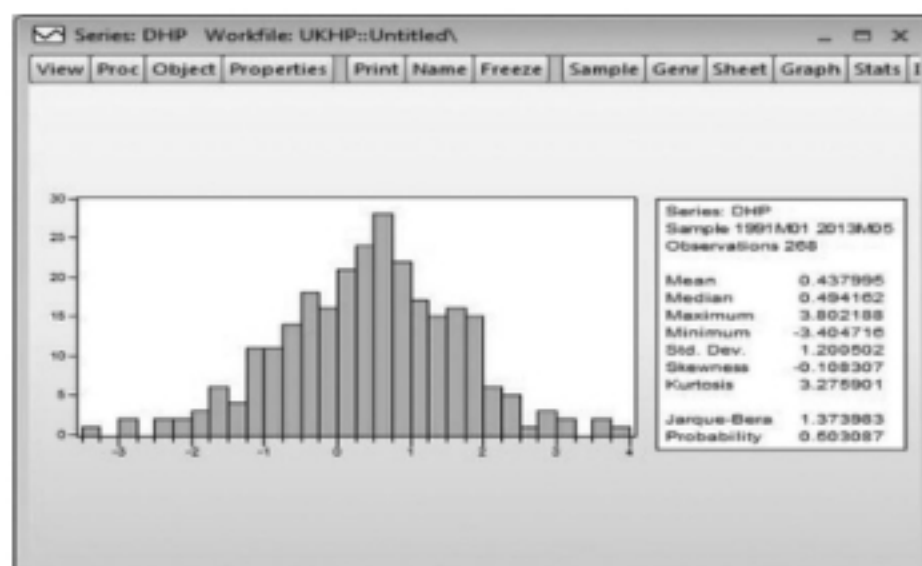 Series: DHP Workfile: UKHP::Untitled\
View Proc Object Properties Print Name Freeze Sample Genr Sheet Graph Stats I
30
25
20
15
10
5
0
-3 -2 -1 0 1 2 3 4
Series: DHP
Sample 1991M01 2013M05
Observations 268
Mean 0.437995
Median 0.494162
Maximum 3.802188
Minimum -3.404716
Std. Dev. 1.200502
Skewness -0.108307
Kurtosis 3.275901
Jarque-Bera 1.373983
Probability 0.503087